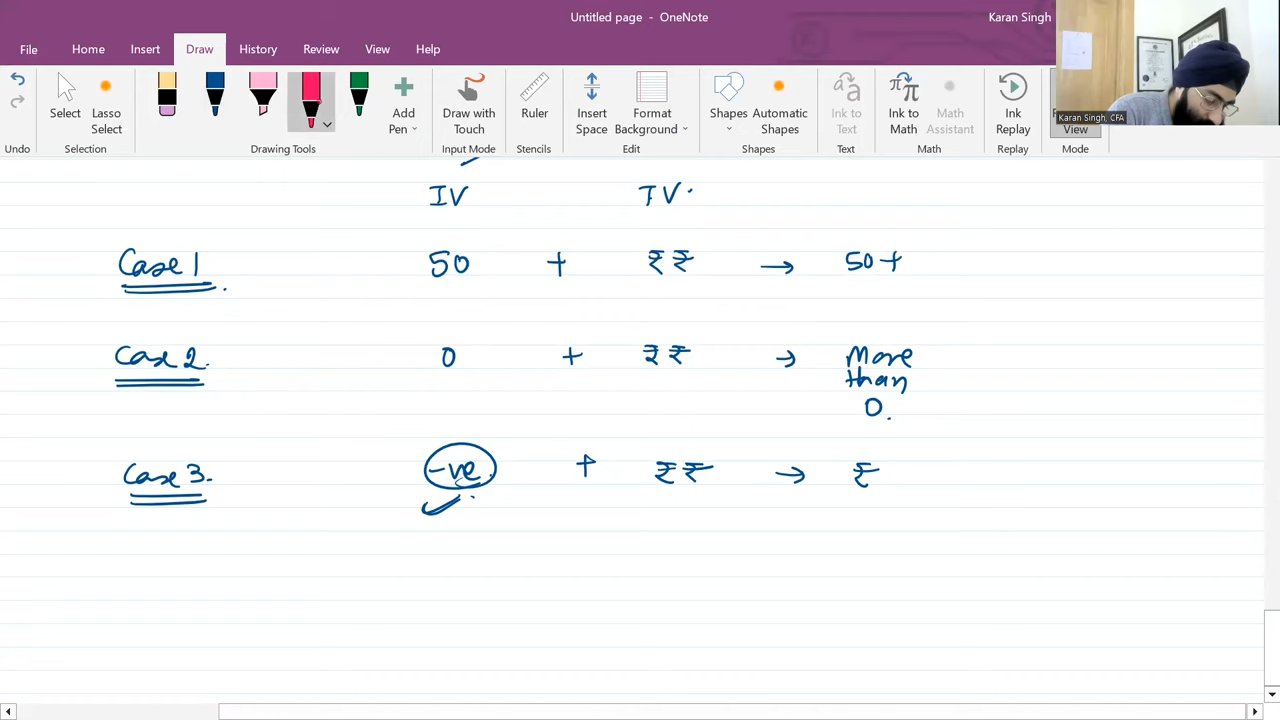 Untitled page - OneNote
Karan Singh
File Home Insert Draw History Review View Help
Select
Lasso Select
Add Pen
Draw with Touch
Ruler
Insert Space
Format Background
Shapes
Automatic Shapes
Ink to Text
Ink to Math
Math Assistant
Ink Replay
View
Karan Singh, CFA
Undo Selection Drawing Tools Input Mode Stencils Edit Shapes Text Math Replay Mode
IV TV.
Case 1 50 + ₹₹ → 50+
Case 2. 0 + ₹₹ → More
than
0.
Case 3. -ve. + ₹₹ → ₹